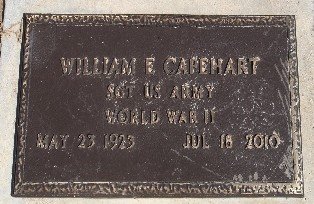 WILLIAM E CAPEHART
SGT US ARMY
WORLD WAR II
MAY 23 1925 JUL 18 2010